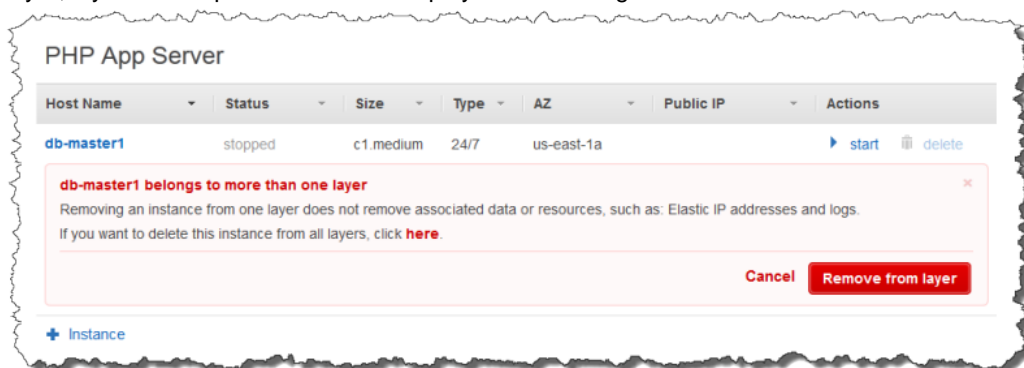 PHP App Server
Host Name Status Size Type AZ Public IP Actions
db-master1 stopped c1.medium 24/7 us-east-1a start delete
db-master1 belongs to more than one layer
Removing an instance from one layer does not remove associated data or resources, such as: Elastic IP addresses and logs.
If you want to delete this instance from all layers, click here.
Cancel Remove from layer
Instance